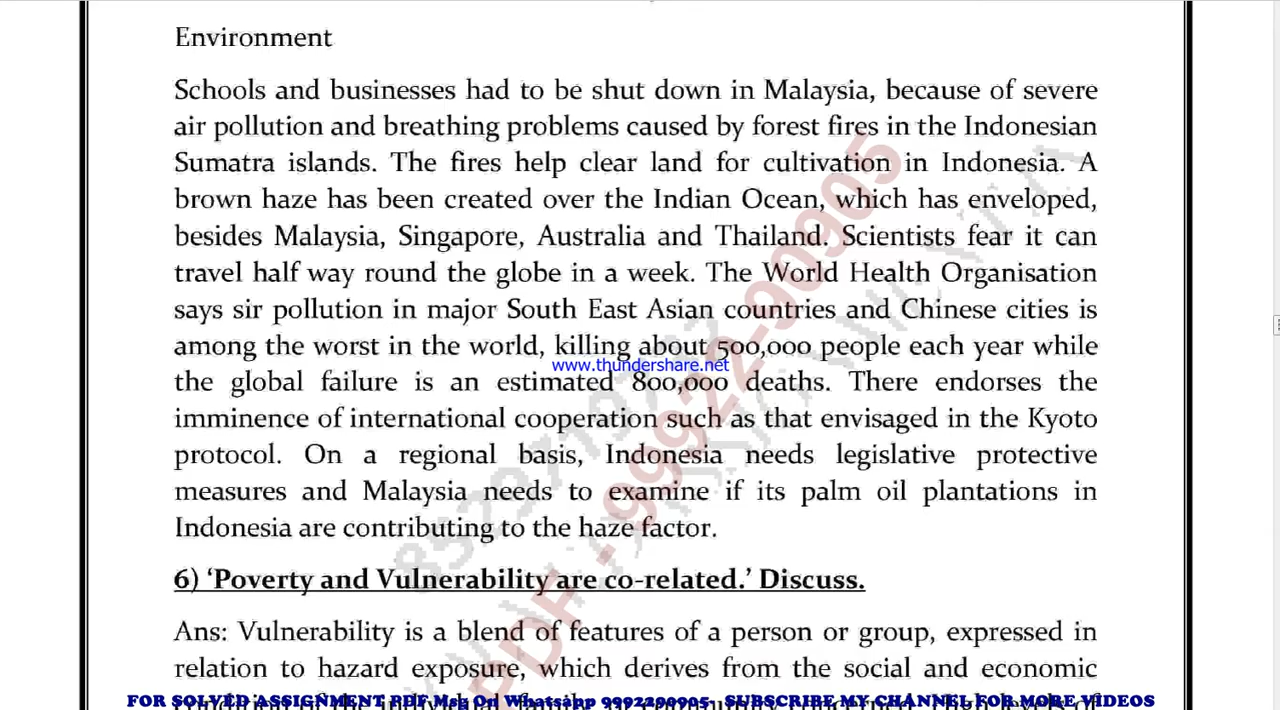 Environment
Schools and businesses had to be shut down in Malaysia, because of severe
air pollution and breathing problems caused by forest fires in the Indonesian
Sumatra islands. The fires help clear land for cultivation in Indonesia. A
brown haze has been created over the Indian Ocean, which has enveloped,
besides Malaysia, Singapore, Australia and Thailand. Scientists fear it can
travel half way round the globe in a week. The World Health Organisation
says sir pollution in major South East Asian countries and Chinese cities is
among the worst in the world, killing about 500,000 people each year while
www.thundershare.net
the global failure is an estimated 800,000 deaths. There endorses the
imminence of international cooperation such as that envisaged in the Kyoto
protocol. On a regional basis, Indonesia needs legislative protective
measures and Malaysia needs to examine if its palm oil plantations in
Indonesia are contributing to the haze factor.
6) ‘Poverty and Vulnerability are co-related.’ Discuss.
Ans: Vulnerability is a blend of features of a person or group, expressed in
relation to hazard exposure, which derives from the social and economic
FOR SOLVED ASSIGNMENT PDF Msg On Whatsapp 9992290905- SUBSCRIBE MY CHANNEL FOR MORE VIDEOS
PDF - 99922-90905